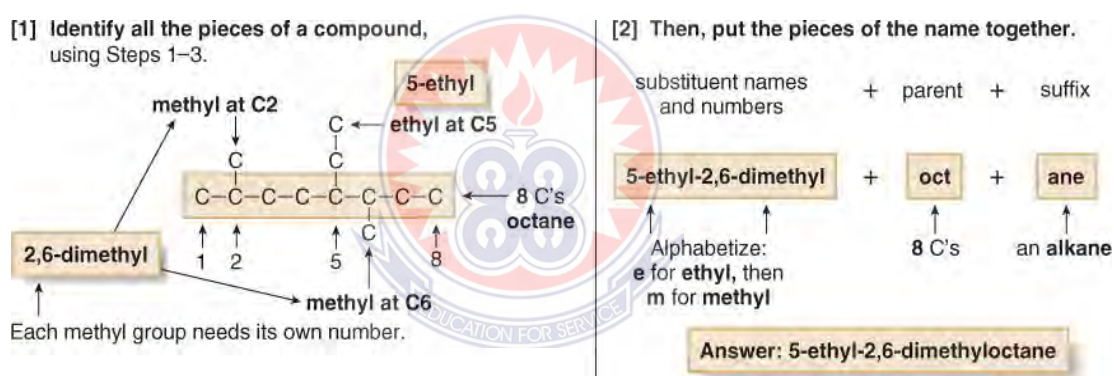 [1] Identify all the pieces of a compound,
using Steps 1–3.
5-ethyl
methyl at C2
C
ethyl at C5
C
C
C–C–C–C–C–C–C–C
8 C's
octane
C
2,6-dimethyl
1 2 5 8
methyl at C6
Each methyl group needs its own number.
[2] Then, put the pieces of the name together.
substituent names
and numbers
+ parent + suffix
5-ethyl-2,6-dimethyl + oct + ane
Alphabetize:
e for ethyl, then
m for methyl
8 C's
an alkane
Answer: 5-ethyl-2,6-dimethyloctane
EDUCATION FOR SERVICE